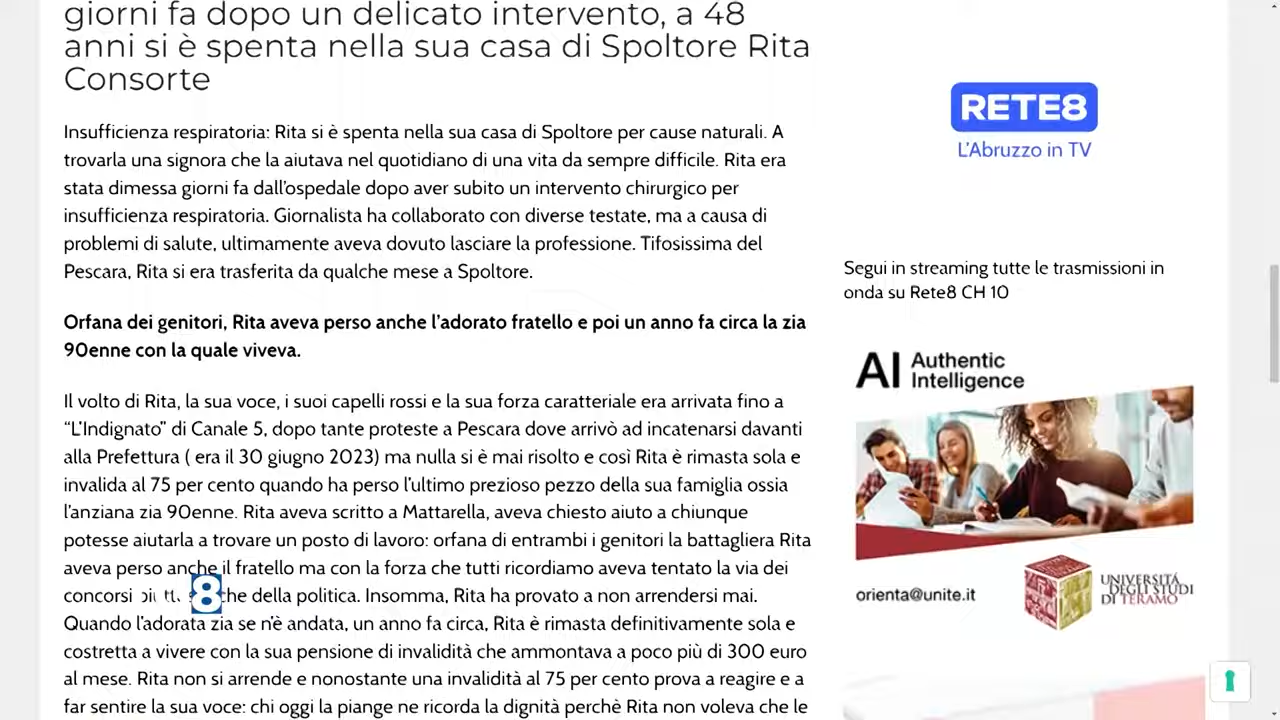 giorni fa dopo un delicato intervento, a 48
anni si è spenta nella sua casa di Spoltore Rita
Consorte
Insufficienza respiratoria: Rita si è spenta nella sua casa di Spoltore per cause naturali. A
trovarla una signora che la aiutava nel quotidiano di una vita da sempre difficile. Rita era
stata dimessa giorni fa dall'ospedale dopo aver subito un intervento chirurgico per
insufficienza respiratoria. Giornalista ha collaborato con diverse testate, ma a causa di
problemi di salute, ultimamente aveva dovuto lasciare la professione. Tifosissima del
Pescara, Rita si era trasferita da qualche mese a Spoltore.
Orfana dei genitori, Rita aveva perso anche l'adorato fratello e poi un anno fa circa la zia
90enne con la quale viveva.
Il volto di Rita, la sua voce, i suoi capelli rossi e la sua forza caratteriale era arrivata fino a
“L'Indignato” di Canale 5, dopo tante proteste a Pescara dove arrivò ad incatenarsi davanti
alla Prefettura ( era il 30 giugno 2023) ma nulla si è mai risolto e così Rita è rimasta sola e
invalida al 75 per cento quando ha perso l'ultimo prezioso pezzo della sua famiglia ossia
l'anziana zia 90enne. Rita aveva scritto a Mattarella, aveva chiesto aiuto a chiunque
potesse aiutarla a trovare un posto di lavoro: orfana di entrambi i genitori la battagliera Rita
aveva perso anche il fratello ma con la forza che tutti ricordiamo aveva tentato la via dei
concorsi 8 che della politica. Insomma, Rita ha provato a non arrendersi mai.
Quando l'adorata zia se n'è andata, un anno fa circa, Rita è rimasta definitivamente sola e
costretta a vivere con la sua pensione di invalidità che ammontava a poco più di 300 euro
al mese. Rita non si arrende e nonostante una invalidità al 75 per cento prova a reagire e a
far sentire la sua voce: chi oggi la piange ne ricorda la dignità perchè Rita non voleva che le
RETE8
L'Abruzzo in TV
Segui in streaming tutte le trasmissioni in
onda su Rete8 CH 10
AI Authentic
Intelligence
orienta@unite.it
UNIVERSITÀ
DEGLI STUDI
DI TERAMO